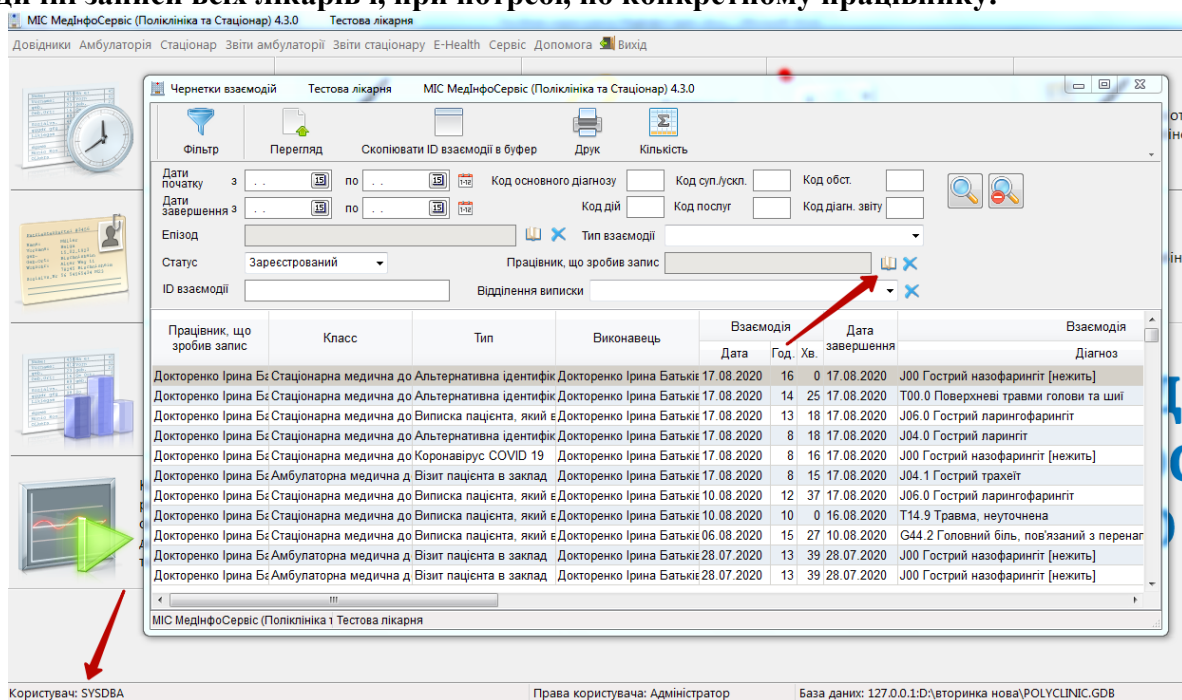 всіх лікарів і, при потребі, по конкретному працівнику.
МІС МедІнфоСервіс (Поліклініка та Стаціонар) 4.3.0 Тестова лікарня
Довідники Амбулаторія Стаціонар Звіти амбулаторії Звіти стаціонару E-Health Сервіс Допомога Вихід
Чернетки взаємодій Тестова лікарня МІС МедІнфоСервіс (Поліклініка та Стаціонар) 4.3.0
Фільтр Перегляд Скопіювати ID взаємодії в буфер Друк Кількість
Дати початку з . . 15 по . . 15 1-12 Код основного діагнозу Код суп./ускл. Код обст.
Дати завершення з . . 15 по . . 15 1-12 Код дій Код послуг Код діагн. звіту
Епізод Тип взаємодії
Статус Зареєстрований Працівник, що зробив запис
ID взаємодії Відділення виписки
Працівник, що зробив запис Класс Тип Виконавець Взаємодія Дата завершення Взаємодія
Дата Год. Хв. Діагноз
Докторенко Ірина Ба Стаціонарна медична до Альтернативна ідентифік Докторенко Ірина Батьків 17.08.2020 16 0 17.08.2020 J00 Гострий назофарингіт [нежить]
Докторенко Ірина Ба Стаціонарна медична до Альтернативна ідентифік Докторенко Ірина Батьків 17.08.2020 14 25 17.08.2020 T00.0 Поверхневі травми голови та шиї
Докторенко Ірина Ба Стаціонарна медична до Виписка пацієнта, який в Докторенко Ірина Батьків 17.08.2020 13 18 17.08.2020 J06.0 Гострий ларингофарингіт
Докторенко Ірина Ба Стаціонарна медична до Альтернативна ідентифік Докторенко Ірина Батьків 17.08.2020 8 18 17.08.2020 J04.0 Гострий ларингіт
Докторенко Ірина Ба Стаціонарна медична до Коронавірус COVID 19 Докторенко Ірина Батьків 17.08.2020 8 16 17.08.2020 J00 Гострий назофарингіт [нежить]
Докторенко Ірина Ба Амбулаторна медична д Візит пацієнта в заклад Докторенко Ірина Батьків 17.08.2020 8 15 17.08.2020 J04.1 Гострий трахеїт
Докторенко Ірина Ба Стаціонарна медична до Виписка пацієнта, який в Докторенко Ірина Батьків 10.08.2020 12 37 17.08.2020 J06.0 Гострий ларингофарингіт
Докторенко Ірина Ба Стаціонарна медична до Виписка пацієнта, який в Докторенко Ірина Батьків 10.08.2020 10 0 16.08.2020 T14.9 Травма, неуточнена
Докторенко Ірина Ба Стаціонарна медична до Виписка пацієнта, який в Докторенко Ірина Батьків 06.08.2020 15 27 10.08.2020 G44.2 Головний біль, пов'язаний з перенаг
Докторенко Ірина Ба Амбулаторна медична д Візит пацієнта в заклад Докторенко Ірина Батьків 28.07.2020 13 39 28.07.2020 J00 Гострий назофарингіт [нежить]
Докторенко Ірина Ба Амбулаторна медична д Візит пацієнта в заклад Докторенко Ірина Батьків 28.07.2020 13 39 28.07.2020 J00 Гострий назофарингіт [нежить]
МІС МедІнфоСервіс (Поліклініка т Тестова лікарня
Користувач: SYSDBA Права користувача: Адміністратор База даних: 127.0.0.1:D:\вторинка нова\POLYCLINIC.GDB